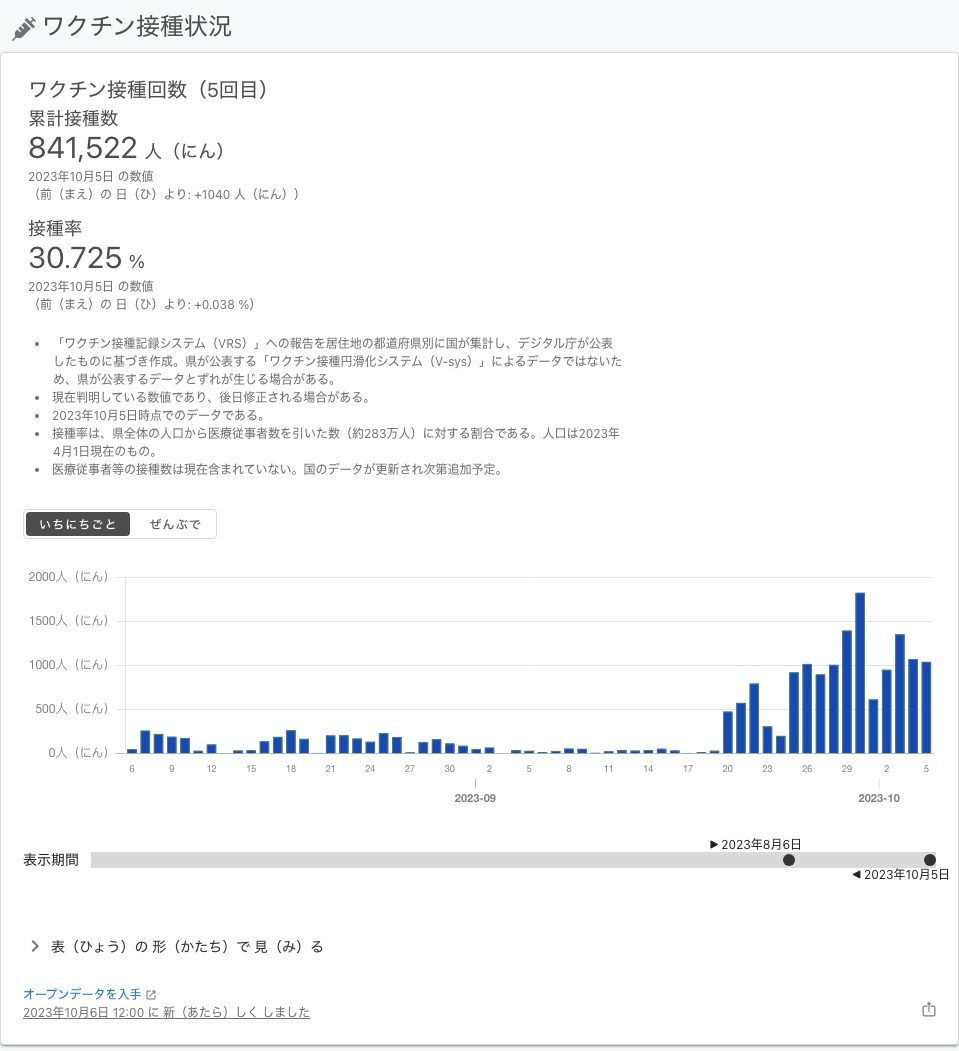 ワクチン接種状況
ワクチン接種回数（5回目）
累計接種数
841,522 人（にん）
2023年10月5日 の数値
（前（まえ）の 日（ひ）より: +1040 人（にん））
接種率
30.725 %
2023年10月5日 の数値
（前（まえ）の 日（ひ）より: +0.038 %）
• 「ワクチン接種記録システム（VRS）」への報告を居住地の都道府県別に国が集計し、デジタル庁が公表
したものに基づき作成。県が公表する「ワクチン接種円滑化システム（V-sys）」によるデータではないた
め、県が公表するデータとずれが生じる場合がある。
• 現在判明している数値であり、後日修正される場合がある。
• 2023年10月5日時点でのデータである。
• 接種率は、県全体の人口から医療従事者数を引いた数（約283万人）に対する割合である。人口は2023年
4月1日現在のもの。
• 医療従事者等の接種数は現在含まれていない。国のデータが更新され次第追加予定。
いちにちごと ぜんぶで
2000人（にん）
1500人（にん）
1000人（にん）
500人（にん）
0人（にん）
6 9 12 15 18 21 24 27 30 2 5 8 11 14 17 20 23 26 29 2 5
2023-09 2023-10
▶ 2023年8月6日
表示期間
◀ 2023年10月5日
表（ひょう）の 形（かたち）で 見（み）る
オープンデータを入手
2023年10月6日 12:00 に 新（あたら）しく しました